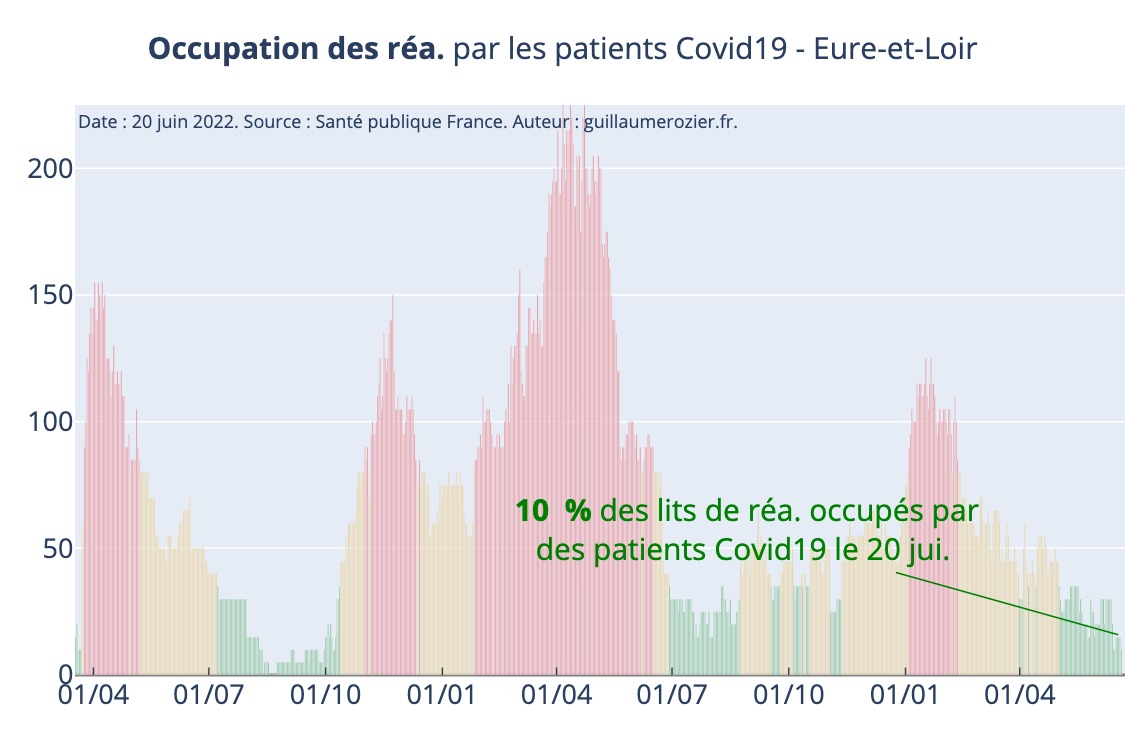 Occupation des réa. par les patients Covid19 - Eure-et-Loir
Date : 20 juin 2022. Source : Santé publique France. Auteur : guillaumerozier.fr.
200
150
100
50
0
0
10  % des lits de réa. occupés par
des patients Covid19 le 20 jui.
01/04 01/07 01/10 01/01 01/04 01/07 01/10 01/01 01/04